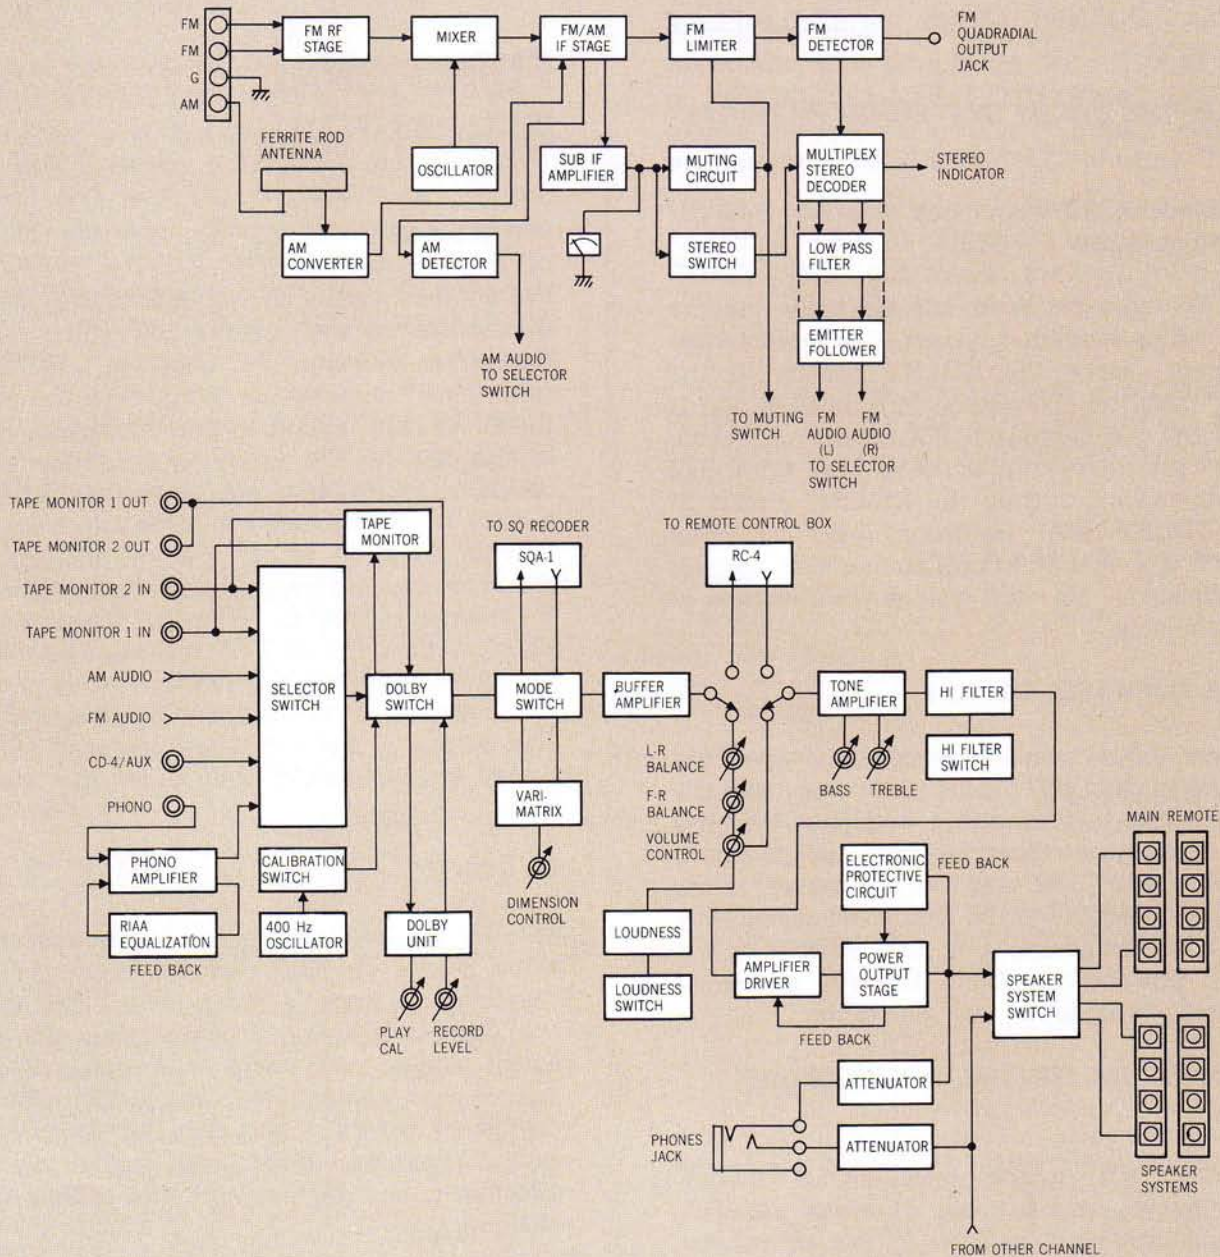 FM
FM
G
AM
FM RF
STAGE
MIXER
FM/AM
IF STAGE
FM
LIMITER
FM
DETECTOR
FM
QUADRADIAL
OUTPUT
JACK
FERRITE ROD
ANTENNA
OSCILLATOR
SUB IF
AMPLIFIER
MUTING
CIRCUIT
MULTIPLEX
STEREO
DECODER
STEREO
INDICATOR
AM
CONVERTER
AM
DETECTOR
STEREO
SWITCH
LOW PASS
FILTER
EMITTER
FOLLOWER
AM AUDIO
TO SELECTOR
SWITCH
TO MUTING
SWITCH
FM
AUDIO
(L)
FM
AUDIO
(R)
TO SELECTOR
SWITCH
TAPE MONITOR 1 OUT
TAPE MONITOR 2 OUT
TAPE MONITOR 2 IN
TAPE MONITOR 1 IN
AM AUDIO
FM AUDIO
CD-4/AUX
PHONO
TAPE
MONITOR
TO SQ RECODER
SQA-1
TO REMOTE CONTROL BOX
RC-4
SELECTOR
SWITCH
DOLBY
SWITCH
MODE
SWITCH
BUFFER
AMPLIFIER
TONE
AMPLIFIER
HI FILTER
HI FILTER
SWITCH
L-R
BALANCE
BASS
TREBLE
F-R
BALANCE
VOLUME
CONTROL
VARI-
MATRIX
DIMENSION
CONTROL
PHONO
AMPLIFIER
CALIBRATION
SWITCH
RIAA
EQUALIZATION
FEED BACK
400 Hz
OSCILLATOR
DOLBY
UNIT
PLAY
CAL
RECORD
LEVEL
LOUDNESS
LOUDNESS
SWITCH
ELECTRONIC
PROTECTIVE
CIRCUIT
FEED BACK
AMPLIFIER
DRIVER
POWER
OUTPUT
STAGE
FEED BACK
SPEAKER
SYSTEM
SWITCH
MAIN REMOTE
ATTENUATOR
ATTENUATOR
PHONES
JACK
SPEAKER
SYSTEMS
FROM OTHER CHANNEL